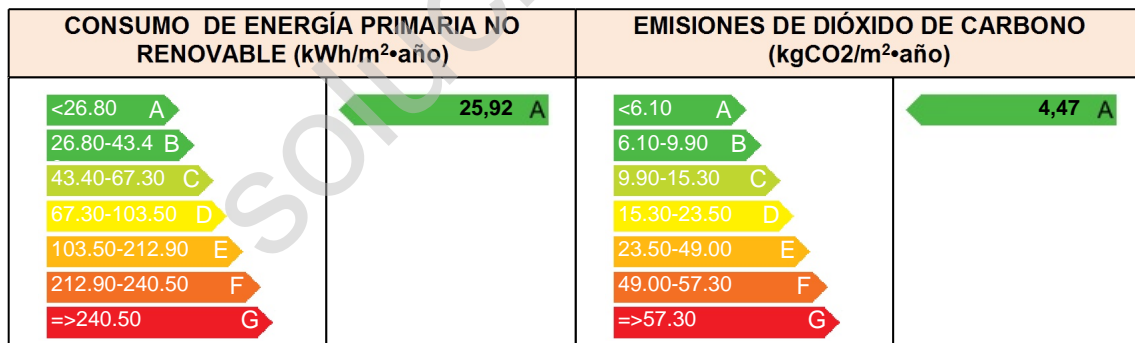 CONSUMO DE ENERGÍA PRIMARIA NO
RENOVABLE (kWh/m²•año)
<26.80 A
26.80-43.4 B
43.40-67.30 C
67.30-103.50 D
103.50-212.90 E
212.90-240.50 F
=>240.50 G
25,92 A
EMISIONES DE DIÓXIDO DE CARBONO
(kgCO2/m²•año)
<6.10 A
6.10-9.90 B
9.90-15.30 C
15.30-23.50 D
23.50-49.00 E
49.00-57.30 F
=>57.30 G
4,47 A
soluc